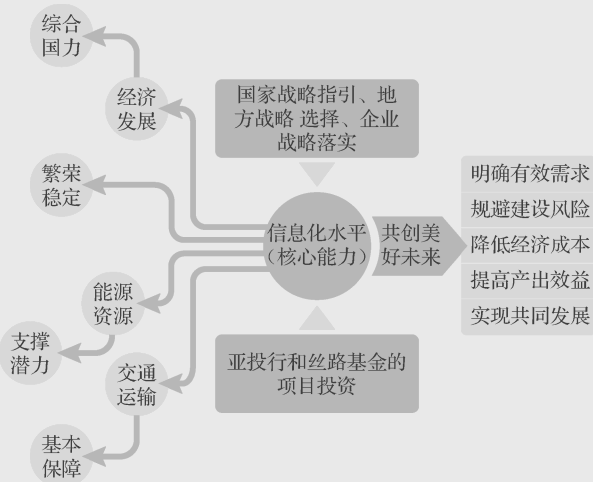 综合
国力
经济
发展
繁荣
稳定
能源
资源
支撑
潜力
交通
运输
基本
保障
国家战略指引、地
方战略 选择、企业
战略落实
信息化水平
（核心能力）
亚投行和丝路基金的
项目投资
共创美
好未来
明确有效需求
规避建设风险
降低经济成本
提高产出效益
实现共同发展